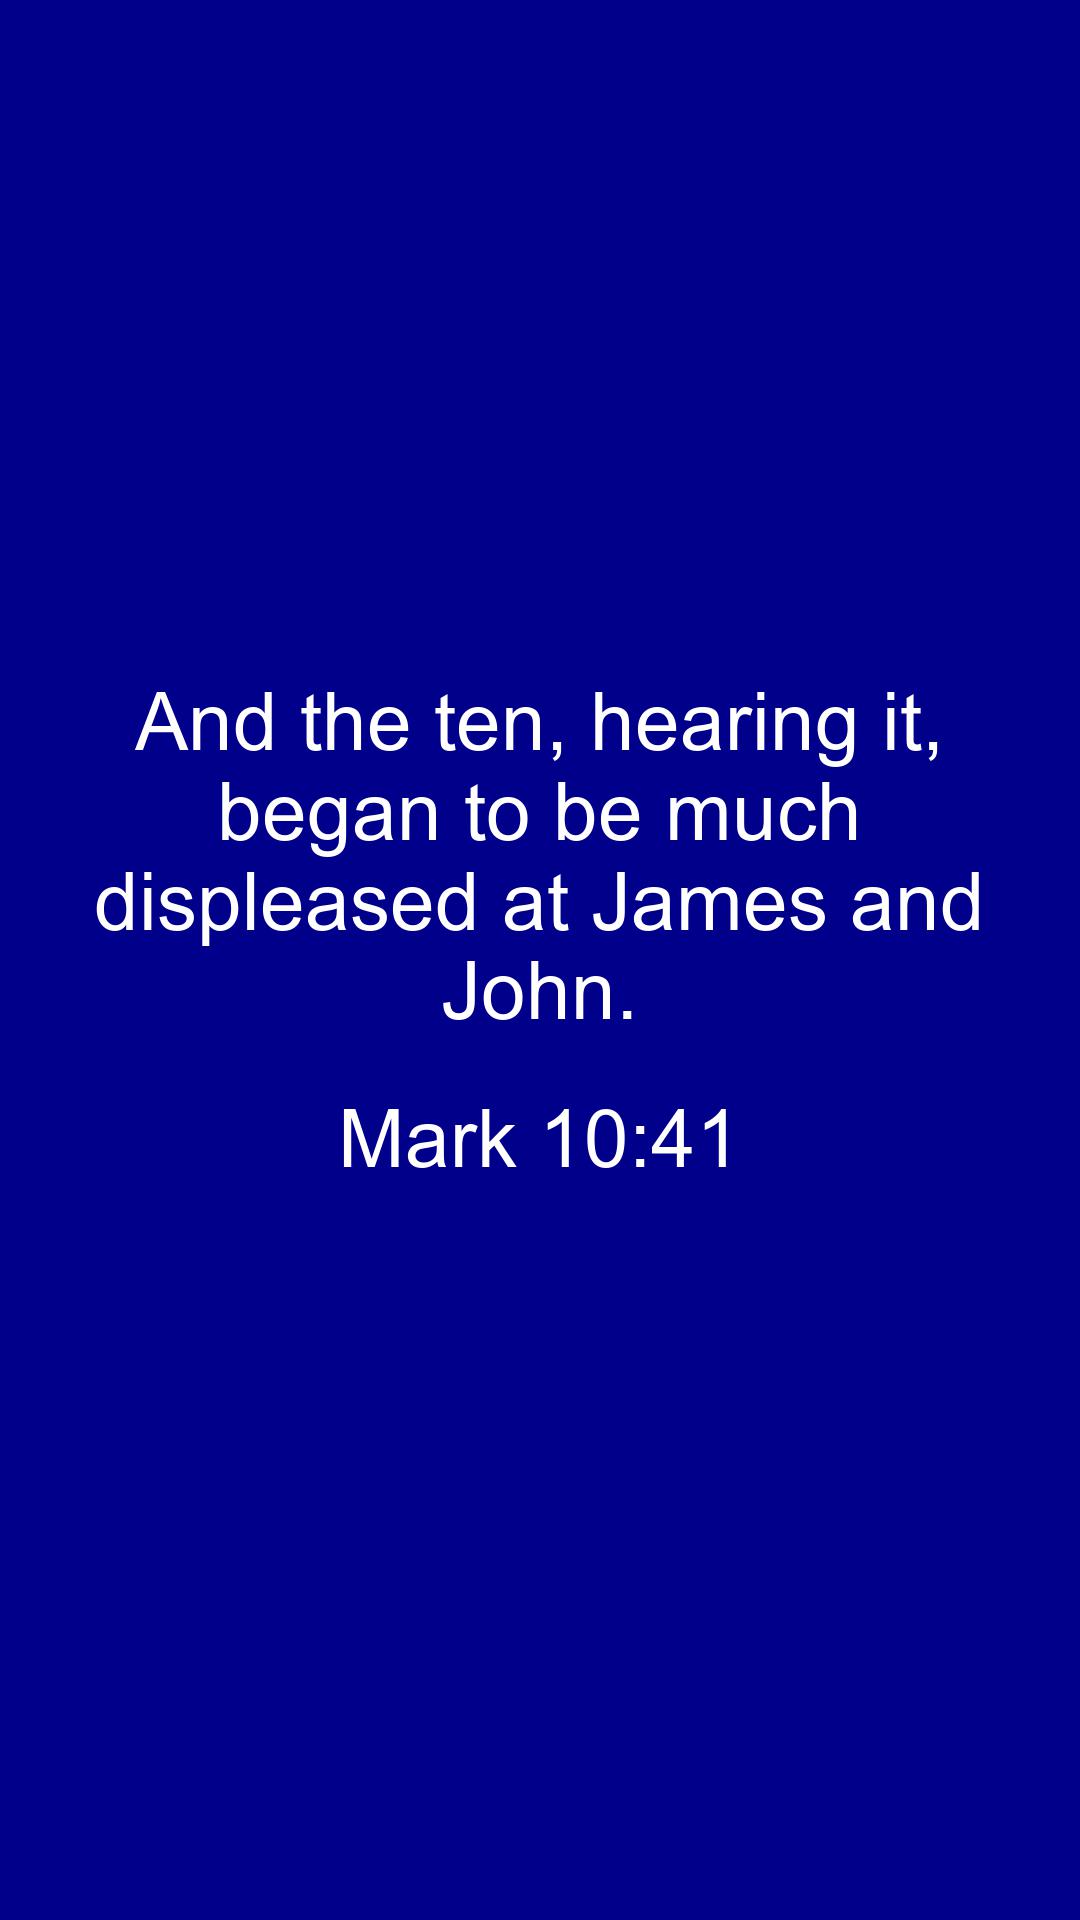 And the ten, hearing it,
began to be much
displeased at James and
John.
Mark 10:41